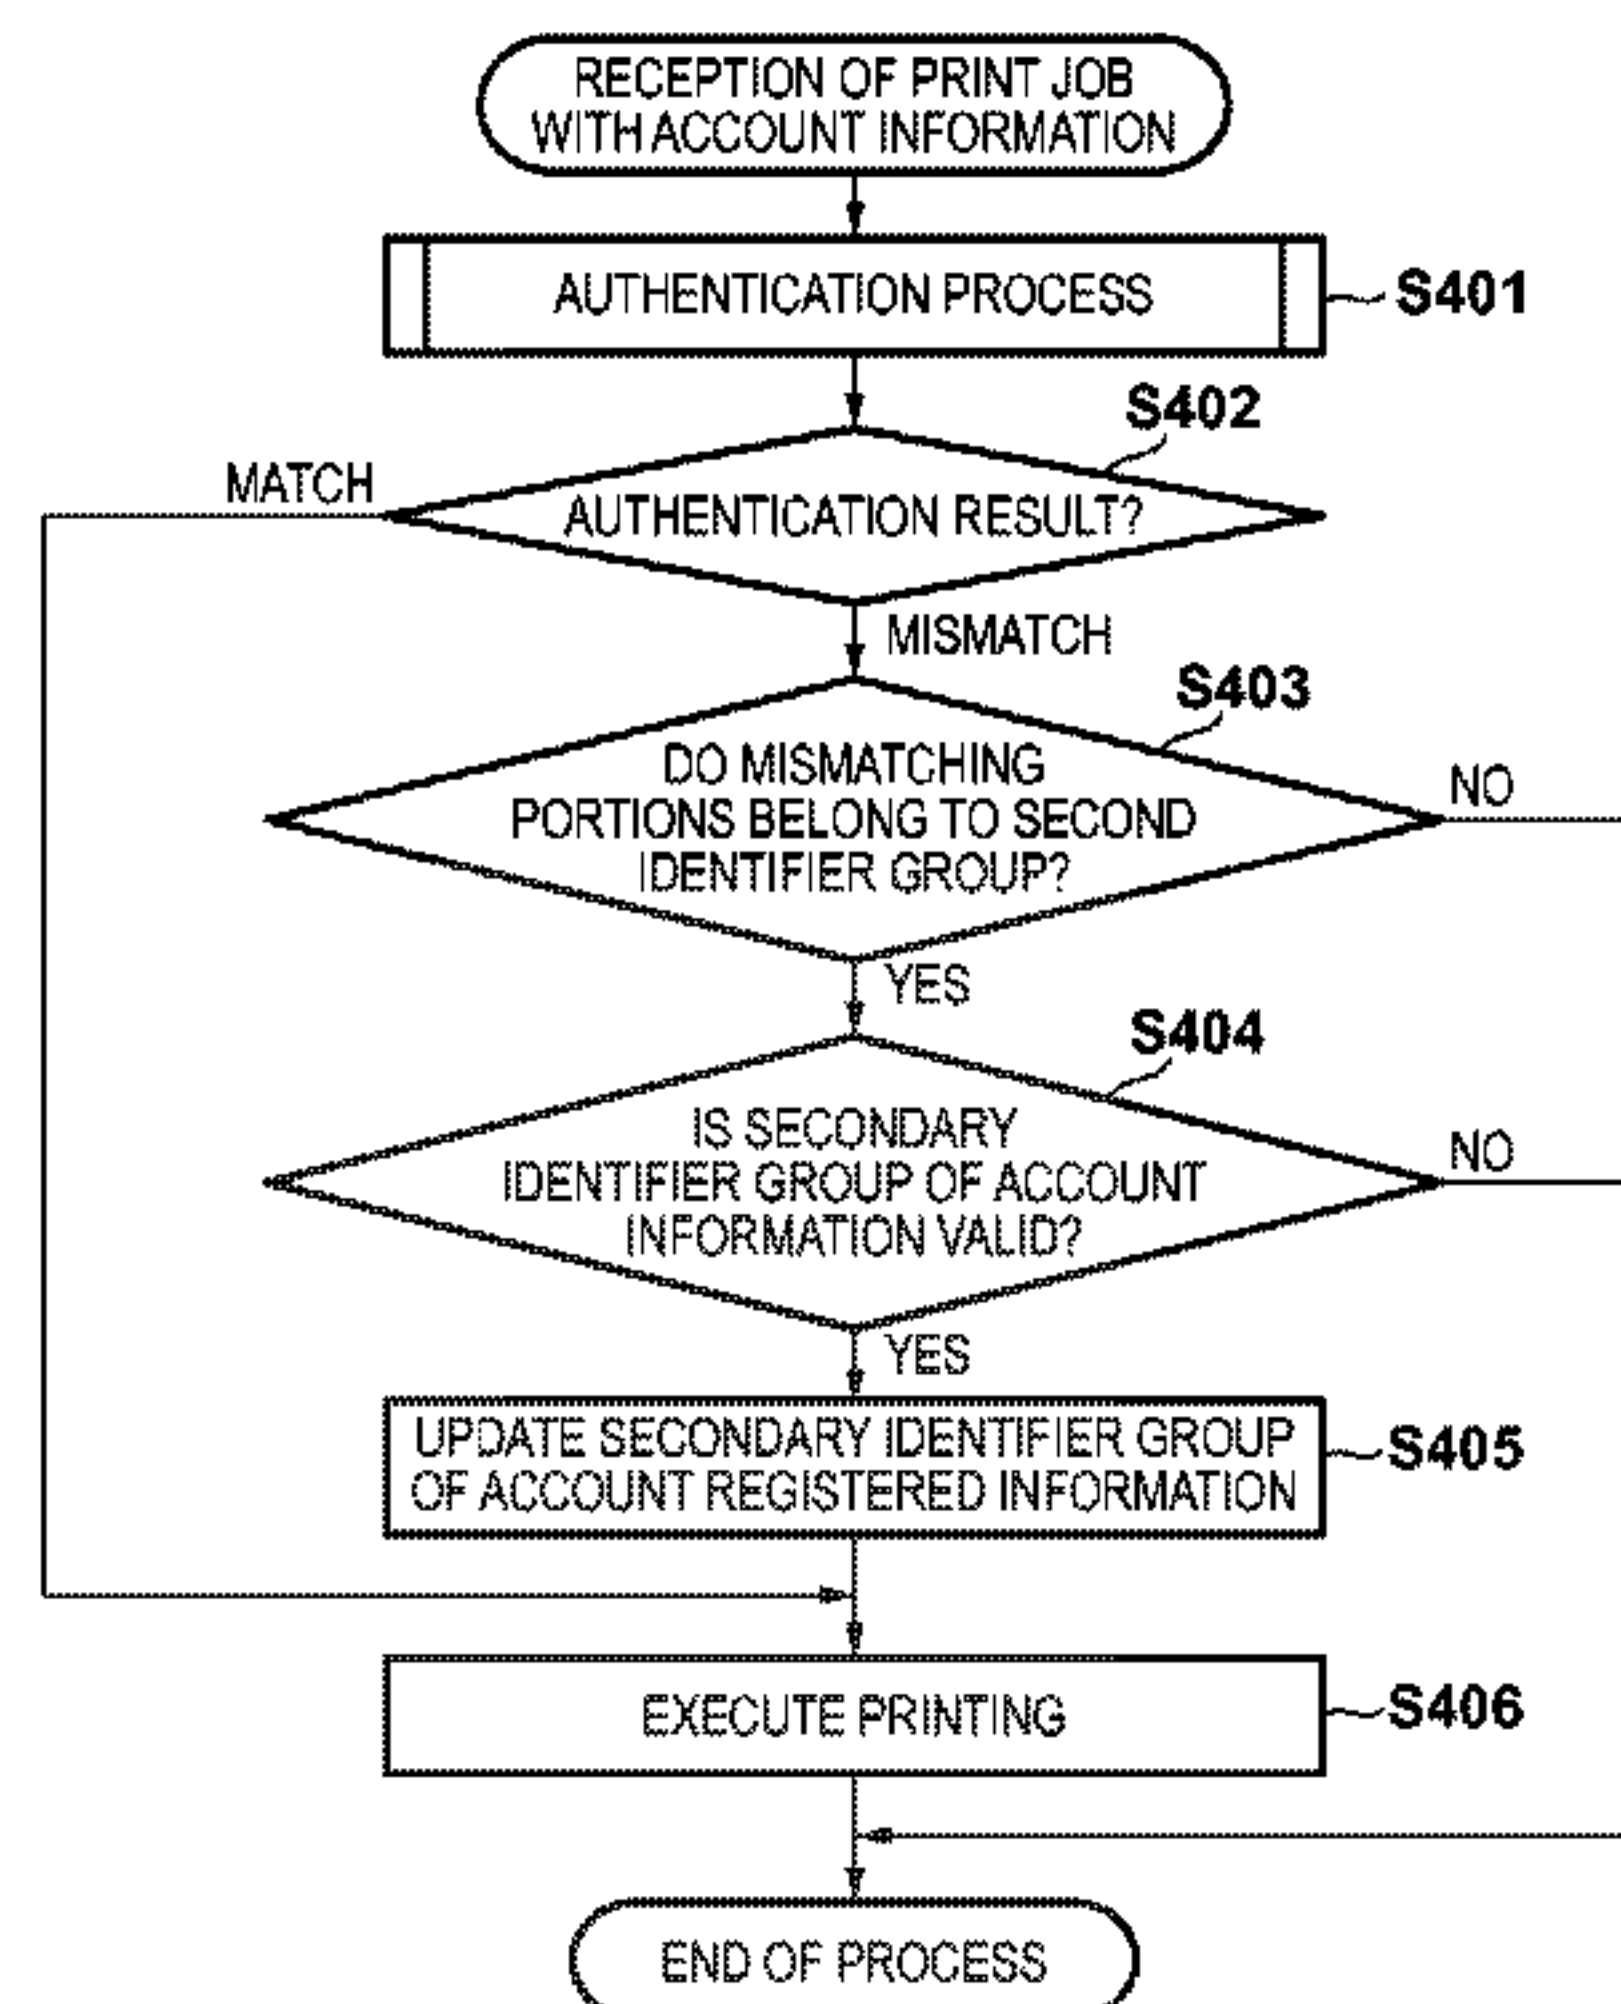 RECEPTION OF PRINT JOB
WITH ACCOUNT INFORMATION
AUTHENTICATION PROCESS
S401
S402
MATCH
AUTHENTICATION RESULT?
MISMATCH
S403
DO MISMATCHING
PORTIONS BELONG TO SECOND
IDENTIFIER GROUP?
NO
YES
S404
IS SECONDARY
IDENTIFIER GROUP OF ACCOUNT
INFORMATION VALID?
NO
YES
UPDATE SECONDARY IDENTIFIER GROUP
OF ACCOUNT REGISTERED INFORMATION
S405
EXECUTE PRINTING
S406
END OF PROCESS